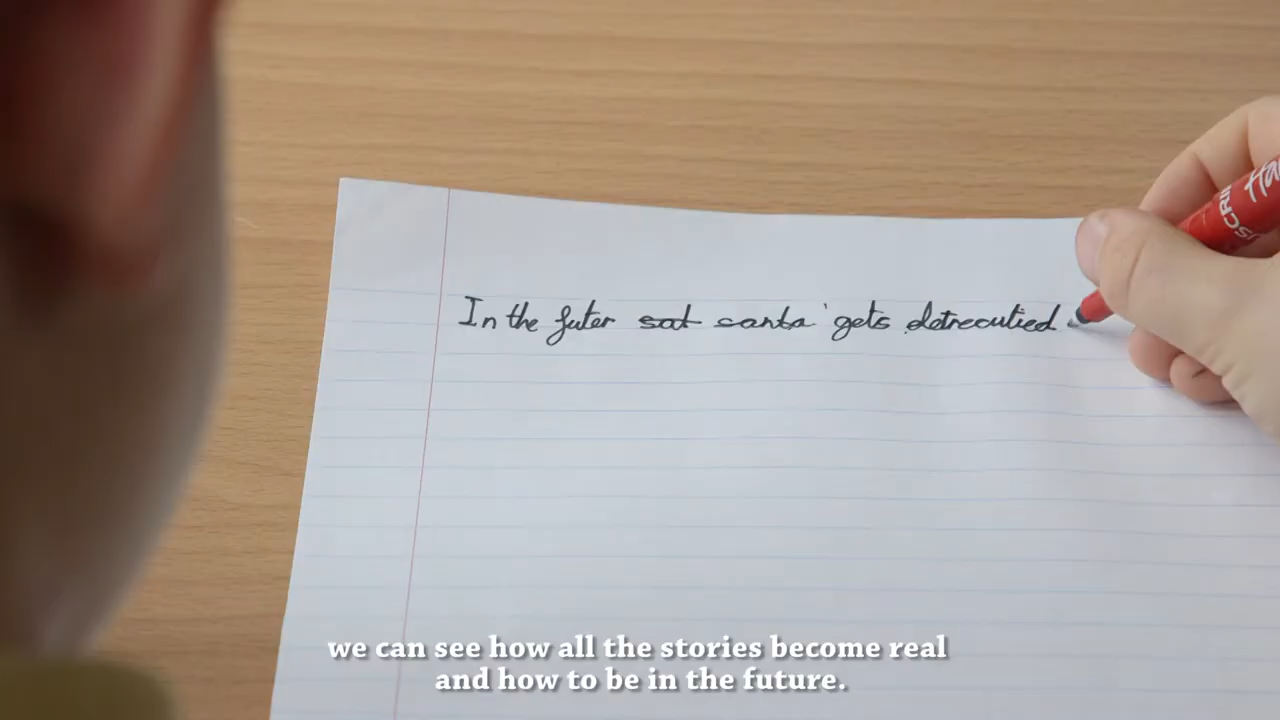 In the futer sat canta gets detrecutied
we can see how all the stories become real
and how to be in the future.